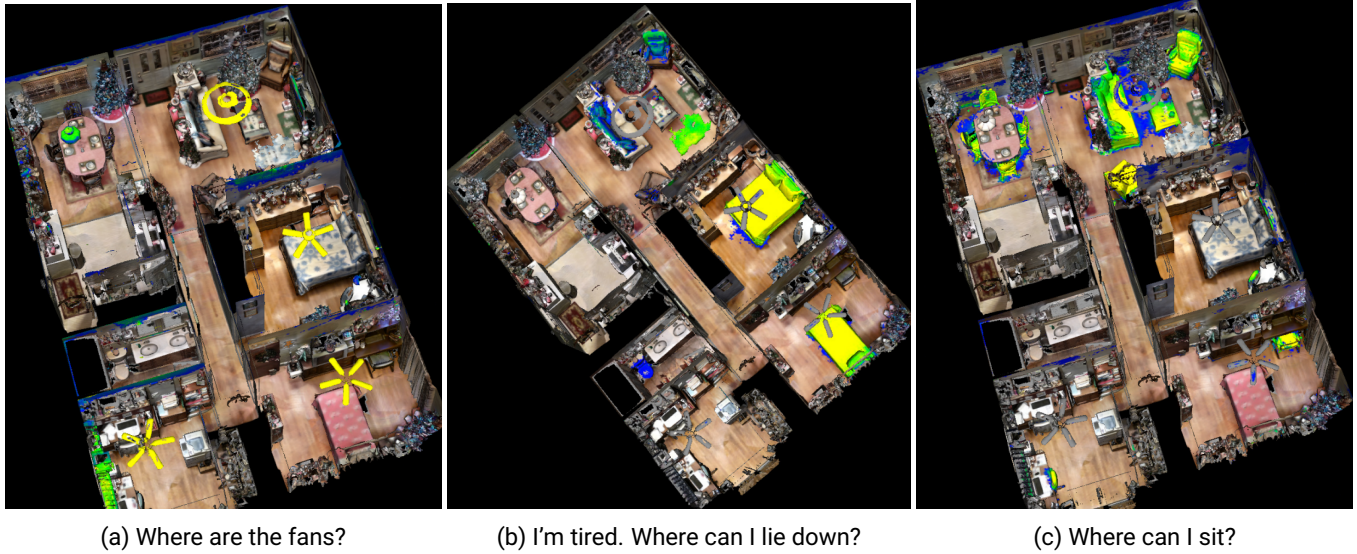 (a) Where are the fans?
(b) I'm tired. Where can I lie down?
(c) Where can I sit?